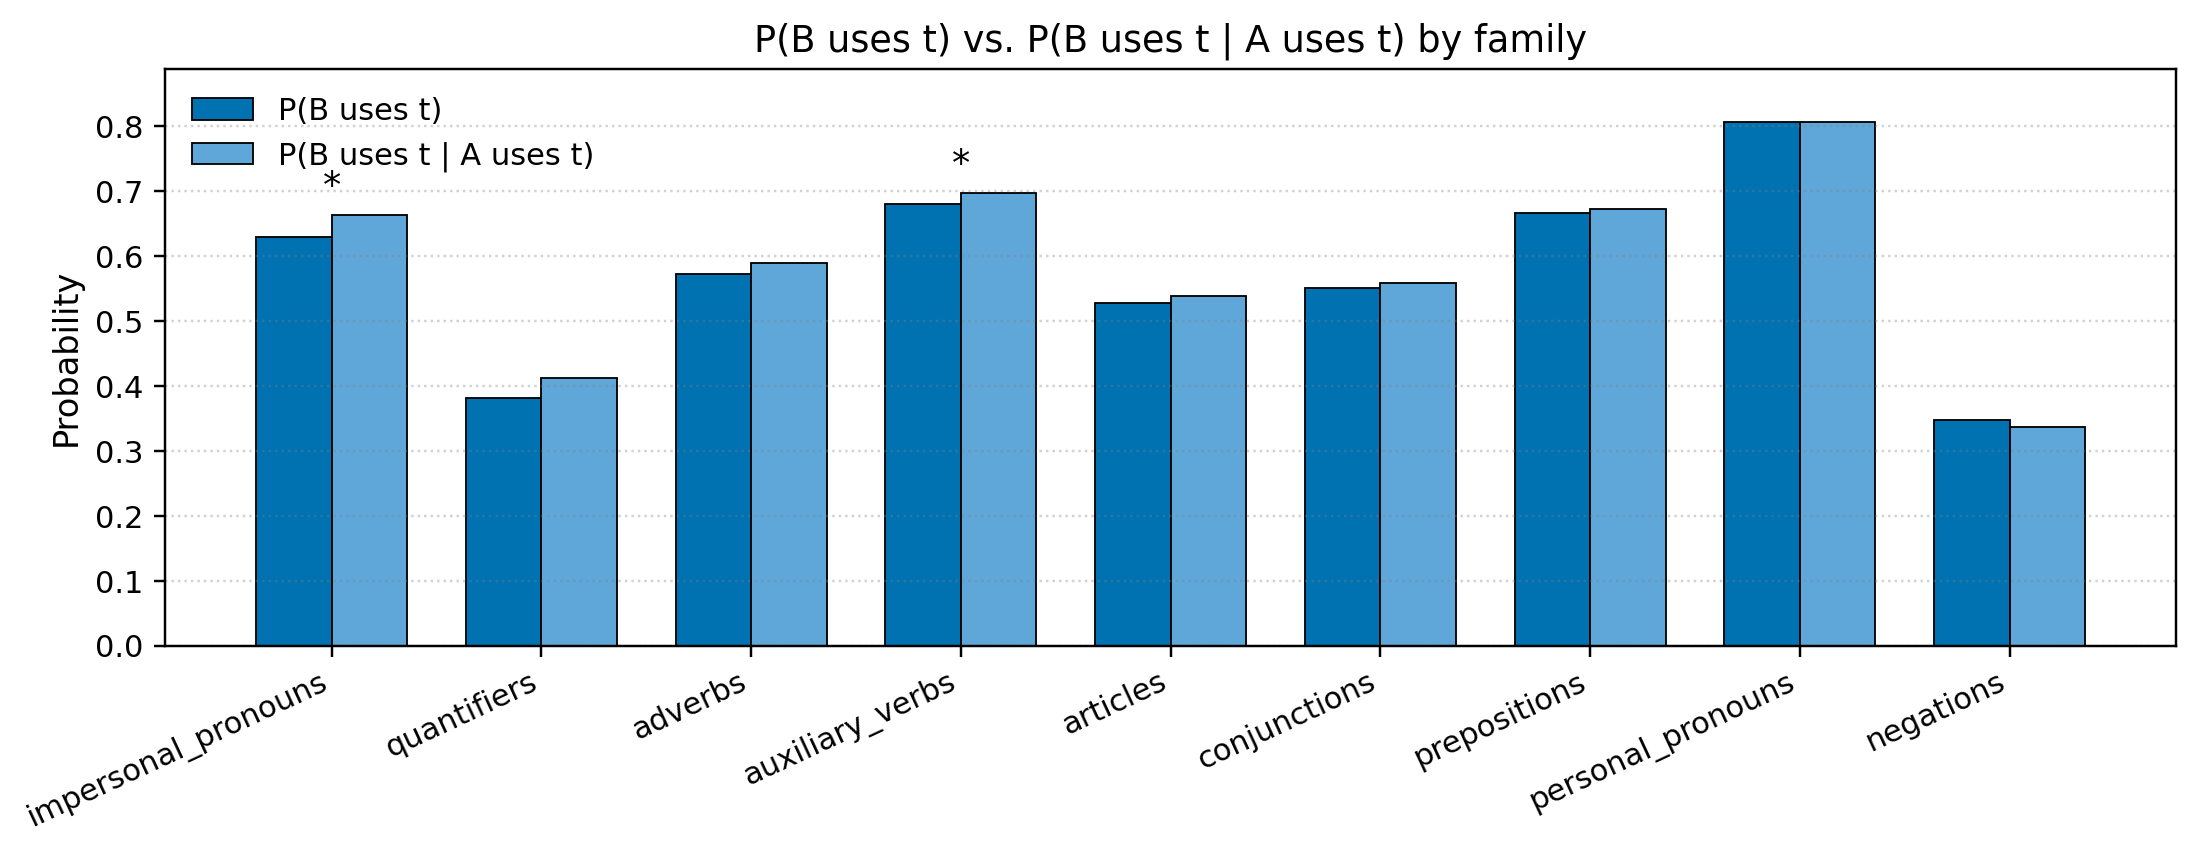 P(B uses t) vs. P(B uses t | A uses t) by family
P(B uses t)
P(B uses t | A uses t)
*
*
Probability
0.8
0.7
0.6
0.5
0.4
0.3
0.2
0.1
0.0
impersonal_pronouns
quantifiers
adverbs
auxiliary_verbs
articles
conjunctions
prepositions
personal_pronouns
negations